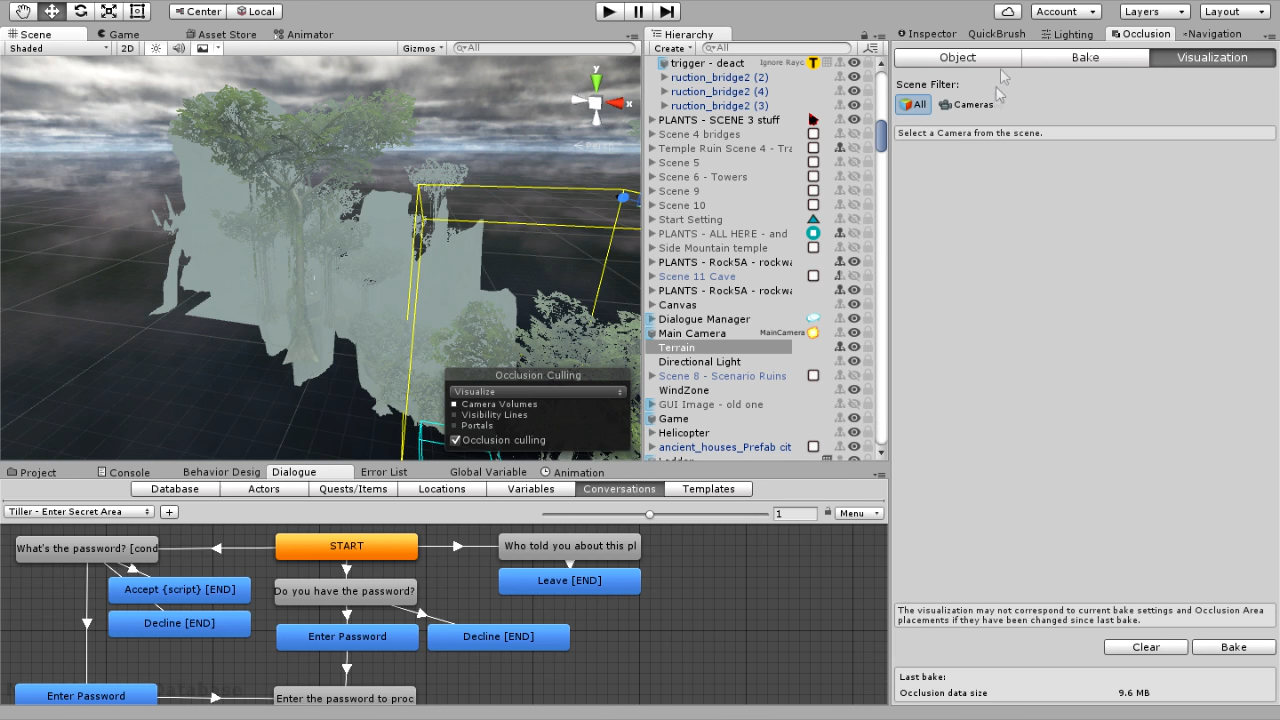 Center
Local
Account
Layers
Layout
Scene
Game
Asset Store
Animator
Hierarchy
Inspector
QuickBrush
Lighting
Occlusion
Navigation
Shaded
2D
Gizmos
All
Create
All
Object
Bake
Visualization
y
x
Persp
trigger - deact
Ignore Rayc
T
ruction_bridge2 (2)
ruction_bridge2 (4)
ruction_bridge2 (3)
PLANTS - SCENE 3 stuff
Scene 4 bridges
Temple Ruin Scene 4 - Tra
Scene 5
Scene 6 - Towers
Scene 9
Scene 10
Start Setting
PLANTS - ALL HERE - and
Side Mountain temple
PLANTS - Rock5A - rockwa
Scene 11 Cave
PLANTS - Rock5A - rockwa
Canvas
Dialogue Manager
Main Camera
MainCamera
Terrain
Directional Light
Scene 8 - Scenario Ruins
WindZone
GUI Image - old one
Game
Helicopter
ancient_houses_Prefab cit
Ladder
Scene Filter:
All
Cameras
Select a Camera from the scene.
Occlusion Culling
Visualize
Camera Volumes
Visibility Lines
Portals
Occlusion culling
Project
Console
Behavior Desig
Dialogue
Error List
Global Variable
Animation
Database
Actors
Quests/Items
Locations
Variables
Conversations
Templates
Tiller - Enter Secret Area
+
1
Menu
What's the password? [cond
START
Who told you about this pl
Accept {script} [END]
Do you have the password?
Leave [END]
Decline [END]
Enter Password
Decline [END]
Enter Password
Enter the password to proc
The visualization may not correspond to current bake settings and Occlusion Area
placements if they have been changed since last bake.
Clear
Bake
Last bake:
Occlusion data size
9.6 MB